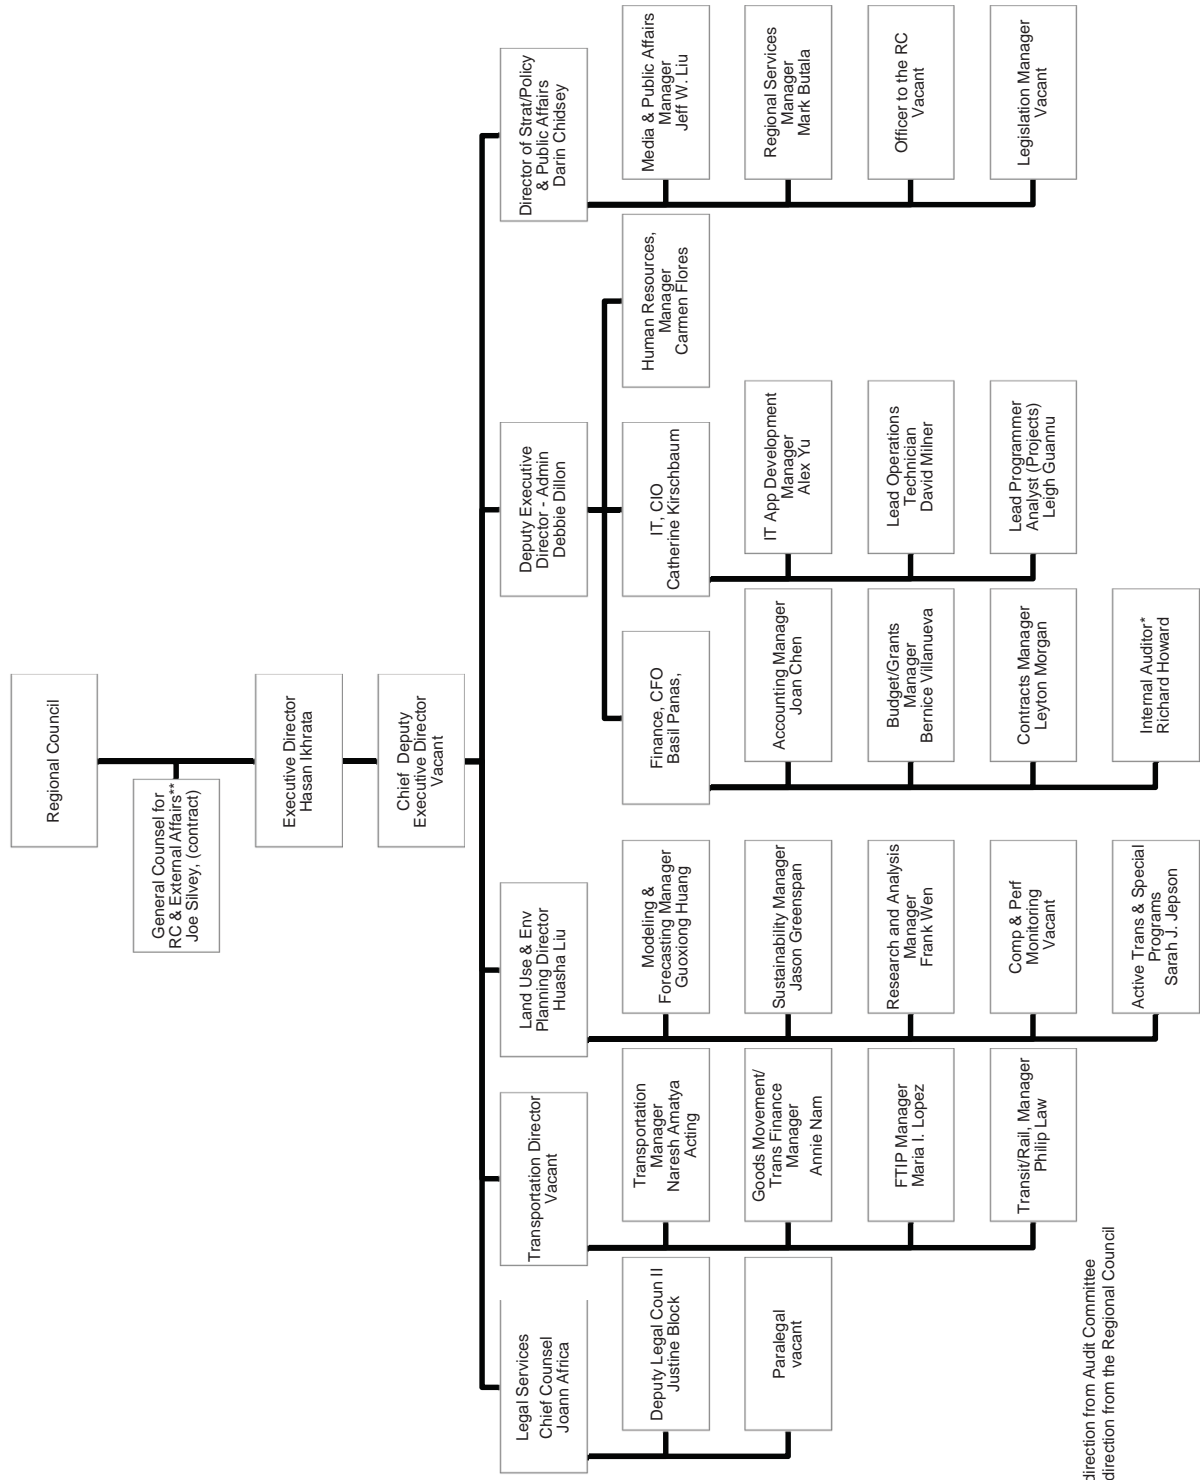 Regional Council
General Counsel for
RC & External Affairs**
Joe Silvey, (contract)
Executive Director
Hasan Ikhrata
Chief Deputy
Executive Director
Vacant
Legal Services
Chief Counsel
Joann Africa
Deputy Legal Coun II
Justine Block
Paralegal
vacant
Transportation Director
Vacant
Transportation
Manager
Naresh Amatya
Acting
Goods Movement/
Trans Finance
Manager
Annie Nam
FTIP Manager
Maria I. Lopez
Transit/Rail, Manager
Philip Law
Land Use & Env
Planning Director
Huasha Liu
Modeling &
Forecasting Manager
Guoxiong Huang
Sustainability Manager
Jason Greenspan
Research and Analysis
Manager
Frank Wen
Comp & Perf
Monitoring
Vacant
Active Trans & Special
Programs
Sarah J. Jepson
Deputy Executive
Director - Admin
Debbie Dillon
Finance, CFO
Basil Panas,
Accounting Manager
Joan Chen
Budget/Grants
Manager
Bernice Villanueva
Contracts Manager
Leyton Morgan
Internal Auditor*
Richard Howard
IT, CIO
Catherine Kirschbaum
IT App Development
Manager
Alex Yu
Lead Operations
Technician
David Milner
Lead Programmer
Analyst (Projects)
Leigh Guannu
Human Resources,
Manager
Carmen Flores
Director of Strat/Policy
& Public Affairs
Darin Chidsey
Media & Public Affairs
Manager
Jeff W. Liu
Regional Services
Manager
Mark Butala
Officer to the RC
Vacant
Legislation Manager
Vacant
direction from Audit Committee
direction from the Regional Council